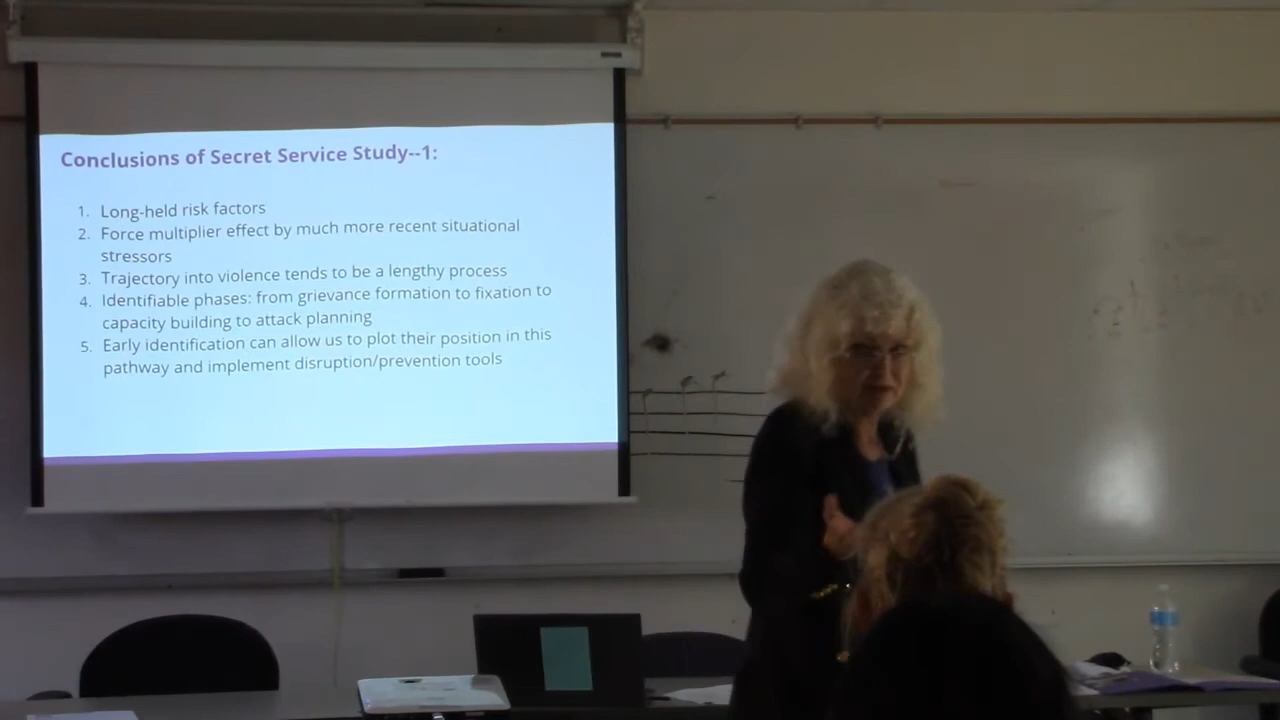 Conclusions of Secret Service Study--1:
1. Long-held risk factors
2. Force multiplier effect by much more recent situational
stressors
3. Trajectory into violence tends to be a lengthy process
4. Identifiable phases: from grievance formation to fixation to
capacity building to attack planning
5. Early identification can allow us to plot their position in this
pathway and implement disruption/prevention tools